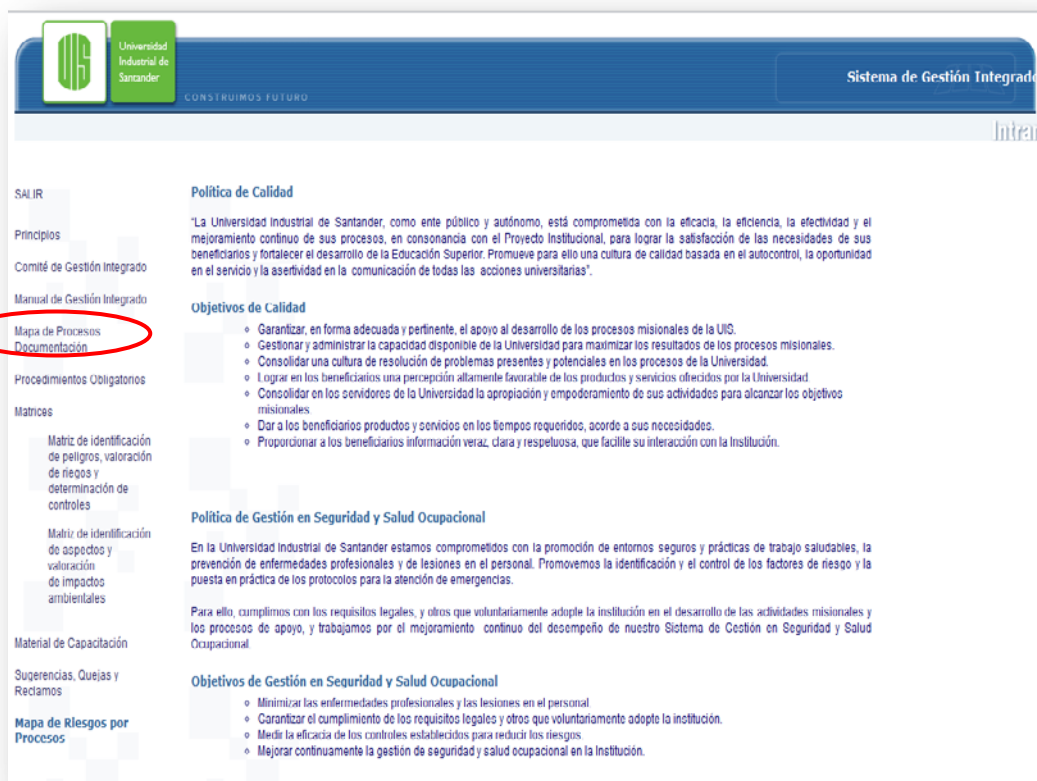 UIS
Universidad
Industrial de
Santander
CONSTRUIMOS FUTURO
Sistema de Gestión Integrado
SALIR
Principios
Comité de Gestión Integrado
Manual de Gestión Integrado
Mapa de Procesos
Documentación
Procedimientos Obligatorios
Matrices
Matriz de identificación
de peligros, valoración
de riegos y
determinación de
controles
Matriz de identificación
de aspectos y
valoración
de impactos
ambientales
Material de Capacitación
Sugerencias, Quejas y
Reclamos
Mapa de Riesgos por
Procesos
Política de Calidad
"La Universidad Industrial de Santander, como ente público y autónomo, está comprometida con la eficacia, la eficiencia, la efectividad y el
mejoramiento continuo de sus procesos, en consonancia con el Proyecto Institucional, para lograr la satisfacción de las necesidades de sus
beneficiarios y fortalecer el desarrollo de la Educación Superior. Promueve para ello una cultura de calidad basada en el autocontrol, la oportunidad
en el servicio y la asertividad en la comunicación de todas las acciones universitarias".
Objetivos de Calidad
Garantizar, en forma adecuada y pertinente, el apoyo al desarrollo de los procesos misionales de la UIS.
Gestionar y administrar la capacidad disponible de la Universidad para maximizar los resultados de los procesos misionales.
Consolidar una cultura de resolución de problemas presentes y potenciales en los procesos de la Universidad.
Lograr en los beneficiarios una percepción altamente favorable de los productos y servicios ofrecidos por la Universidad
Consolidar en los servidores de la Universidad la apropiación y empoderamiento de sus actividades para alcanzar los objetivos
misionales
Dar a los beneficiarios productos y servicios en los tiempos requeridos, acorde a sus necesidades.
Proporcionar a los beneficiarios información veraz, clara y respetuosa, que facilite su interacción con la Institución.
Política de Gestión en Seguridad y Salud Ocupacional
En la Universidad Industrial de Santander estamos comprometidos con la promoción de entornos seguros y prácticas de trabajo saludables, la
prevención de enfermedades profesionales y de lesiones en el personal. Promovemos la identificación y el control de los factores de riesgo y la
puesta en práctica de los protocolos para la atención de emergencias.
Para ello, cumplimos con los requisitos legales, y otros que voluntariamente adopte la institución en el desarrollo de las actividades misionales y
los procesos de apoyo, y trabajamos por el mejoramiento continuo del desempeño de nuestro Sistema de Gestión en Seguridad y Salud
Ocupacional
Objetivos de Gestión en Seguridad y Salud Ocupacional
Minimizar las enfermedades profesionales y las lesiones en el personal.
Garantizar el cumplimiento de los requisitos legales y otros que voluntariamente adopte la institución.
Medir la eficacia de los controles establecidos para reducir los riesgos
Mejorar continuamente la gestión de seguridad y salud ocupacional en la Institución.